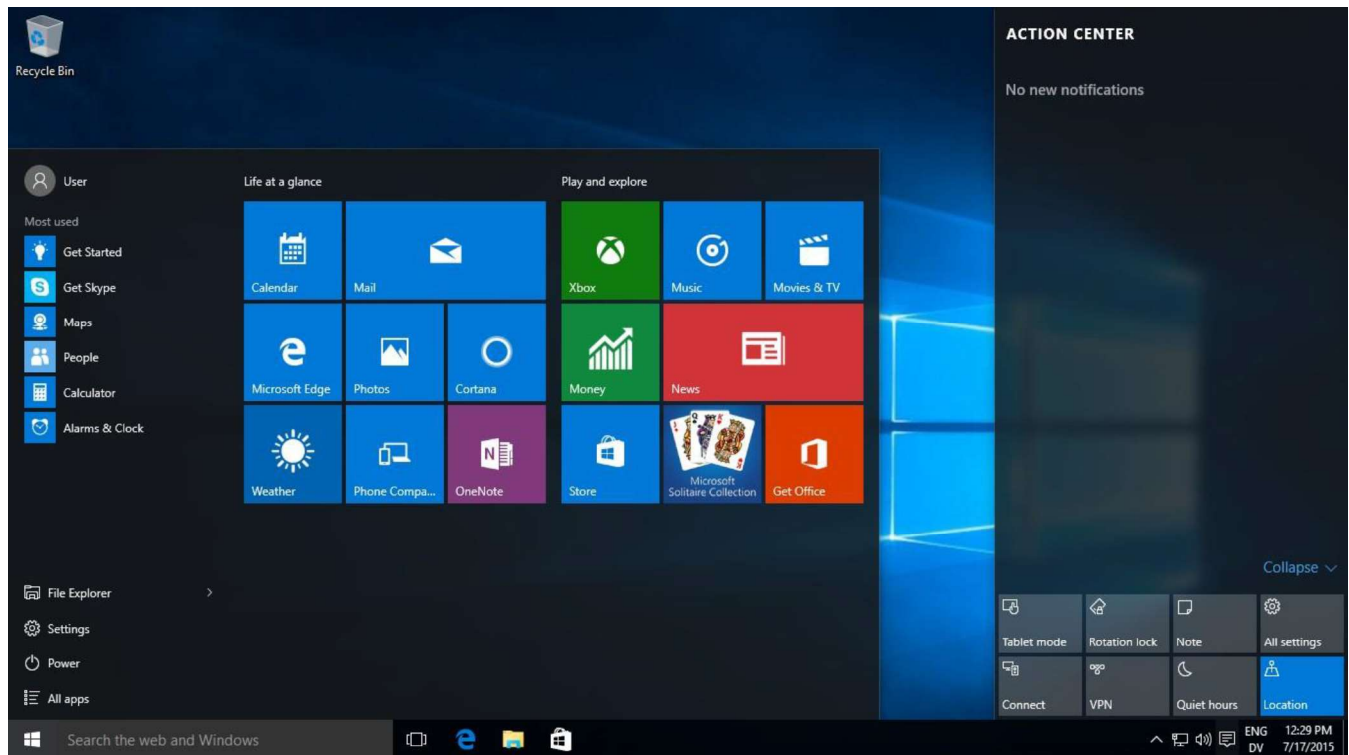 Recycle Bin
ACTION CENTER
No new notifications
User
Most used
Get Started
Get Skype
Maps
People
Calculator
Alarms & Clock
File Explorer
Settings
Power
All apps
Life at a glance
Calendar
Mail
Microsoft Edge
Photos
Cortana
Weather
Phone Compa...
OneNote
Play and explore
Xbox
Music
Movies & TV
Money
News
Store
Microsoft
Solitaire Collection
Get Office
Collapse
Tablet mode
Rotation lock
Note
All settings
Connect
VPN
Quiet hours
Location
Search the web and Windows
ENG
DV
12:29 PM
7/17/2015